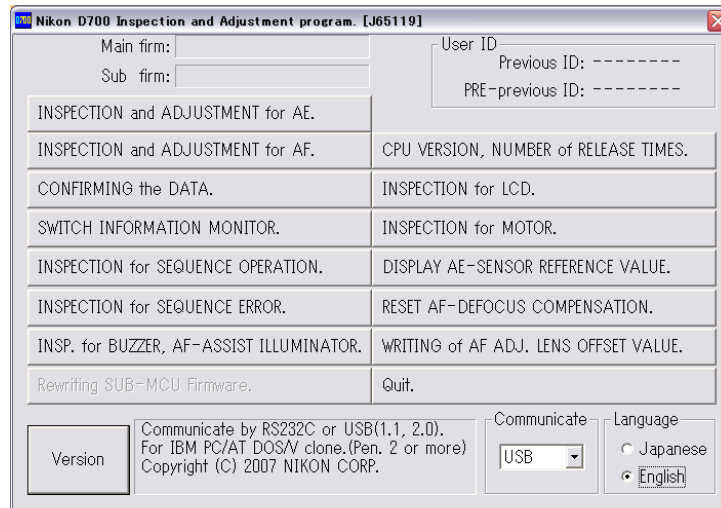 D700 Nikon D700 Inspection and Adjustment program. [J65119]
Main firm:
Sub firm:
User ID
Previous ID: --------
PRE-previous ID: --------
INSPECTION and ADJUSTMENT for AE.
INSPECTION and ADJUSTMENT for AF.
CPU VERSION, NUMBER of RELEASE TIMES.
CONFIRMING the DATA.
INSPECTION for LCD.
SWITCH INFORMATION MONITOR.
INSPECTION for MOTOR.
INSPECTION for SEQUENCE OPERATION.
DISPLAY AE-SENSOR REFERENCE VALUE.
INSPECTION for SEQUENCE ERROR.
RESET AF-DEFOCUS COMPENSATION.
INSP. for BUZZER, AF-ASSIST ILLUMINATOR.
WRITING of AF ADJ. LENS OFFSET VALUE.
Rewriting SUB-MCU Firmware.
Quit.
Version
Communicate by RS232C or USB(1.1, 2.0).
For IBM PC/AT DOS/V clone.(Pen. 2 or more)
Copyright (C) 2007 NIKON CORP.
Communicate
USB
Language
Japanese
English